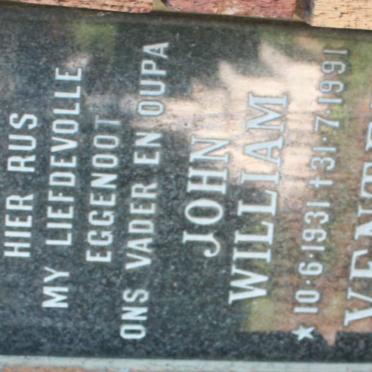 HIER RUS
MY LIEFDEVOLLE
EGGENOOT
ONS VADER EN OUPA
JOHN
WILLIAM
★10·6·1931 †31·7·1991